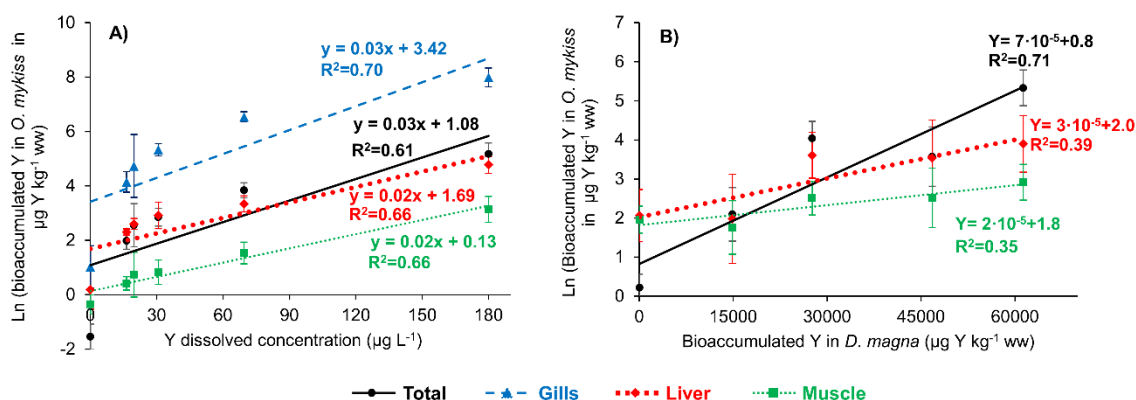 A)
Ln (bioaccumulated Y in O. mykiss in
µg Y kg-1 ww)
10
8
6
4
2
0
-2
y = 0.03x + 3.42
R2=0.70
y = 0.03x + 1.08
R2=0.61
y = 0.02x + 1.69
R2=0.66
y = 0.02x + 0.13
R2=0.66
0 30 60 90 120 150 180
Y dissolved concentration (µg L-1)
B)
Ln (Bioaccumulated Y in O. mykiss
in µg Y kg-1 ww)
7
6
5
4
3
2
1
0
Y= 7·10-5+0.8
R2=0.71
Y= 3·10-5+2.0
R2=0.39
Y= 2·10-5+1.8
R2=0.35
0 15000 30000 45000 60000
Bioaccumulated Y in D. magna (µg Y kg-1 ww)
Total Gills Liver Muscle